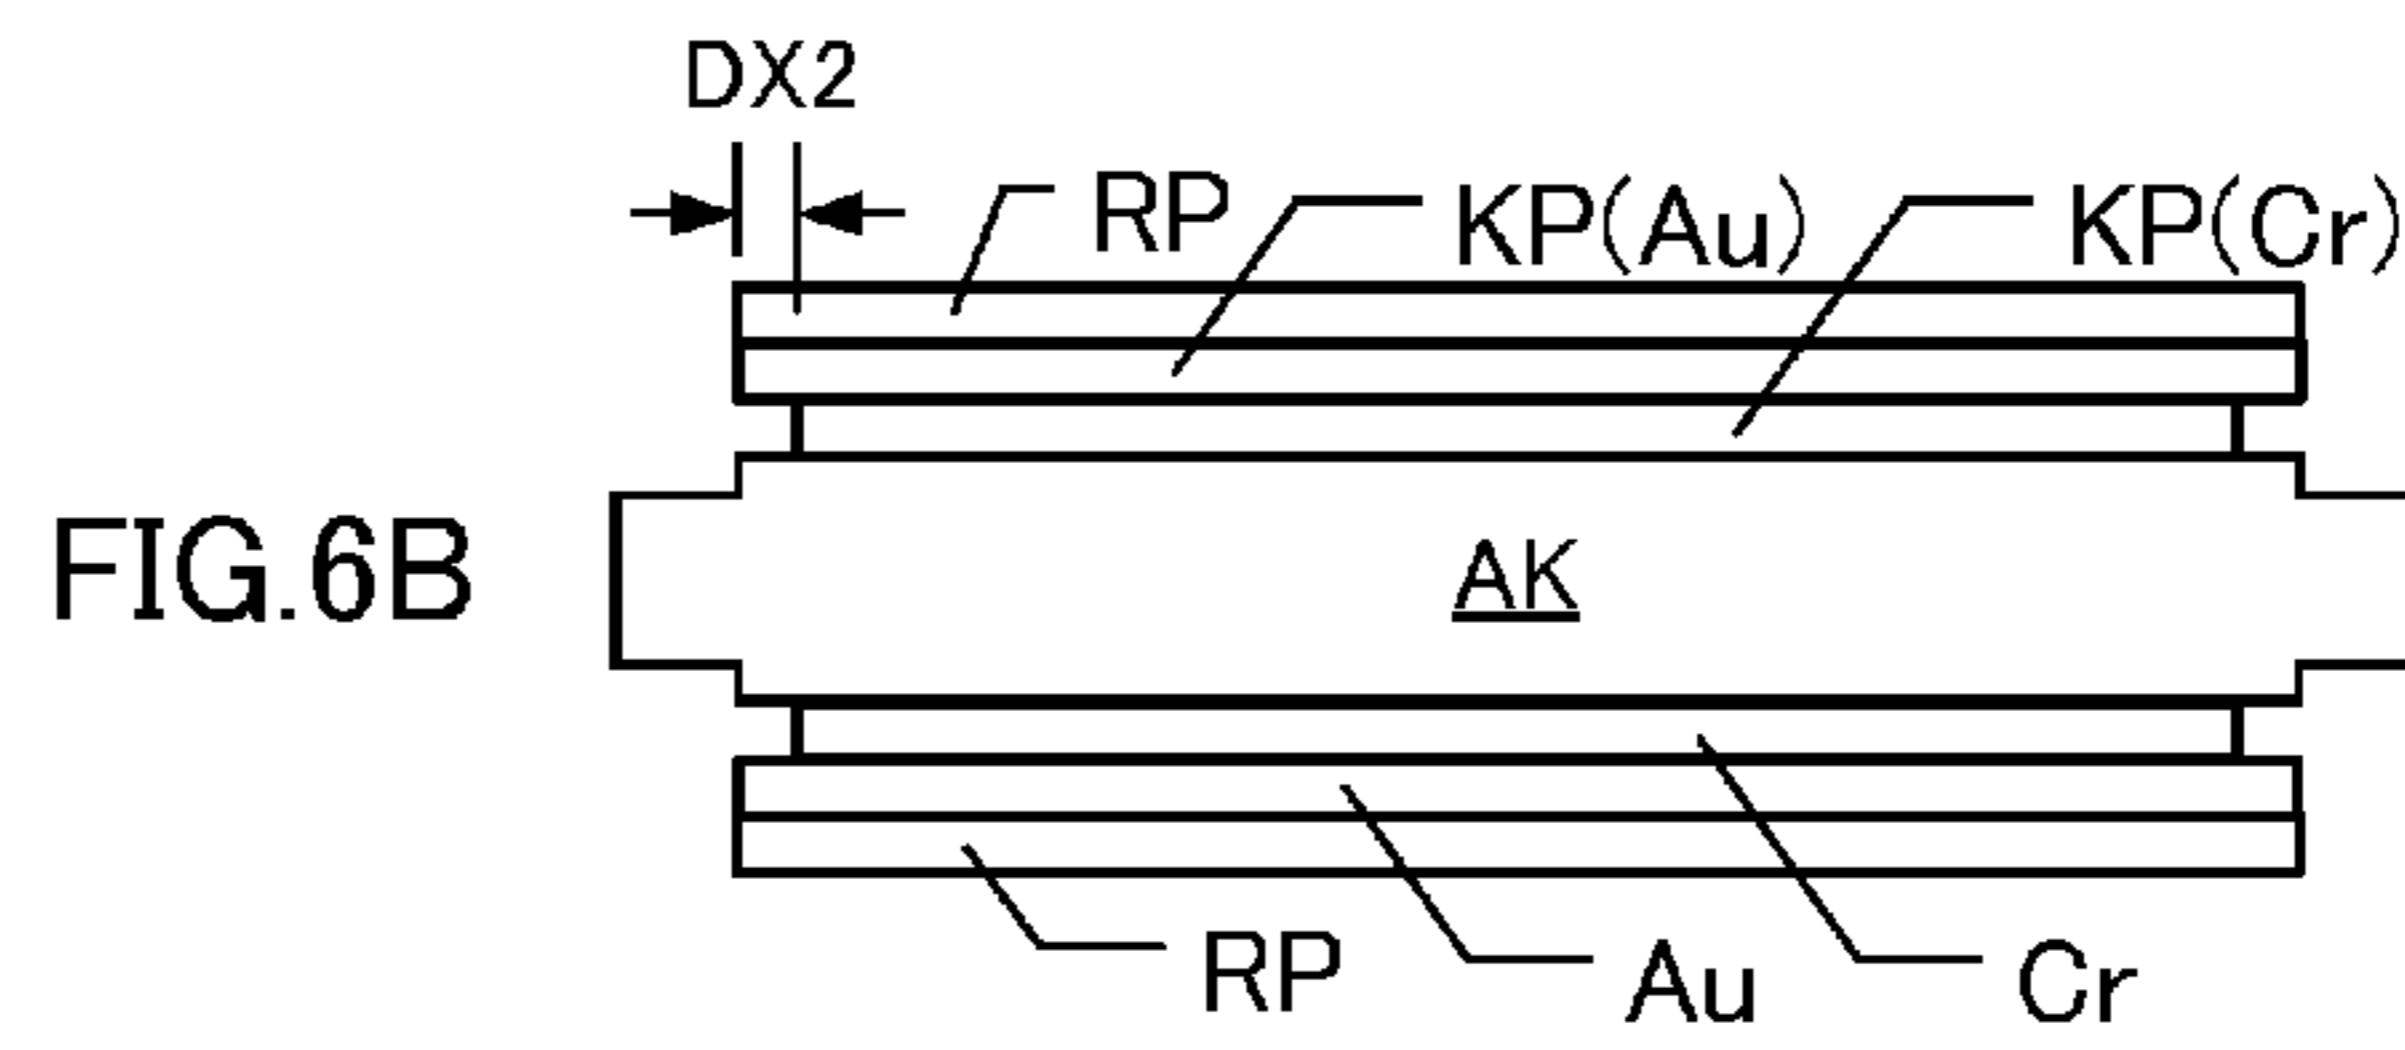 DX2
RP
KP(Au)
KP(Cr)
FIG.6B
AK
RP
Au
Cr